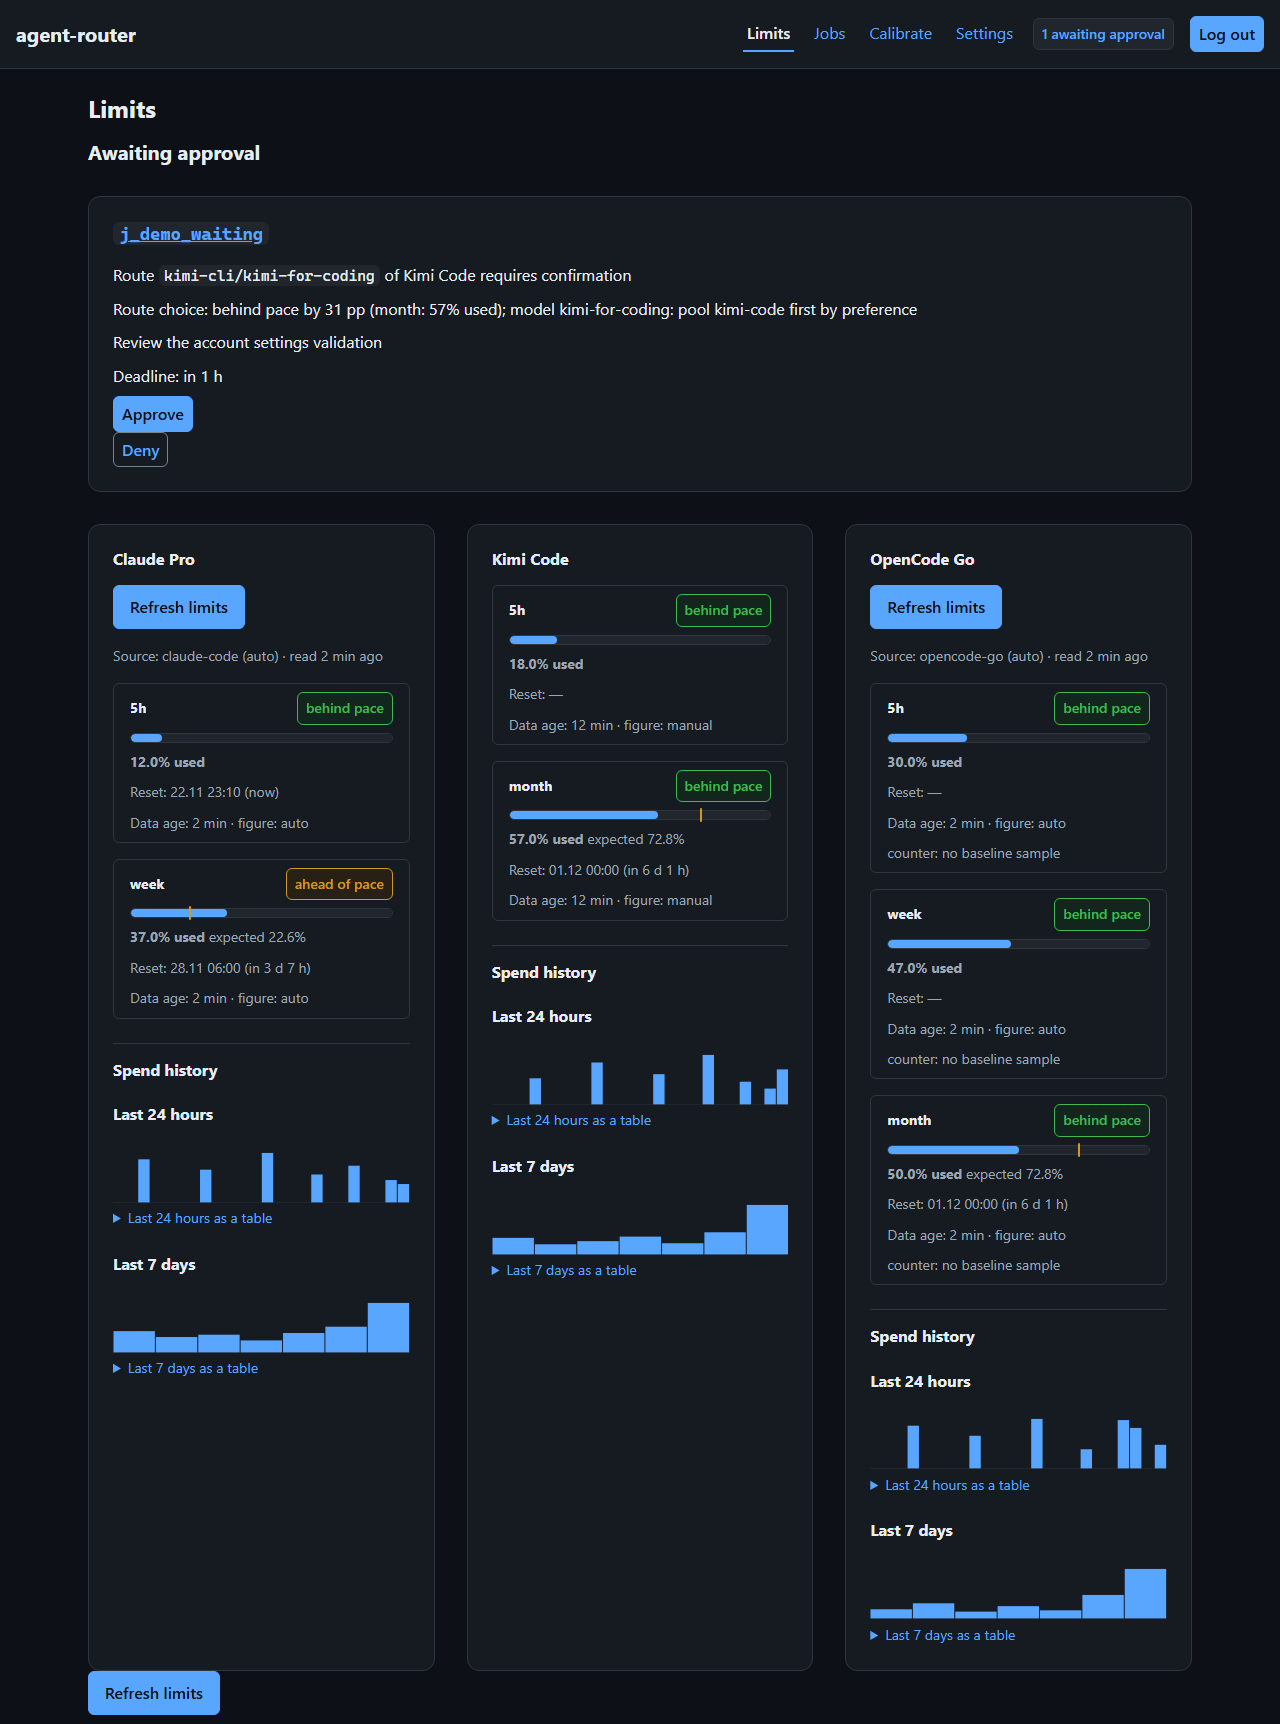 agent-router
Limits
Jobs
Calibrate
Settings
1 awaiting approval
Log out
Limits
Awaiting approval
j_demo_waiting
Route kimi-cli/kimi-for-coding of Kimi Code requires confirmation
Route choice: behind pace by 31 pp (month: 57% used); model kimi-for-coding: pool kimi-code first by preference
Review the account settings validation
Deadline: in 1 h
Approve
Deny
Claude Pro
Refresh limits
Source: claude-code (auto) · read 2 min ago
5h
behind pace
12.0% used
Reset: 22.11 23:10 (now)
Data age: 2 min · figure: auto
week
ahead of pace
37.0% used expected 22.6%
Reset: 28.11 06:00 (in 3 d 7 h)
Data age: 2 min · figure: auto
Spend history
Last 24 hours
Last 24 hours as a table
Last 7 days
Last 7 days as a table
Kimi Code
5h
behind pace
18.0% used
Reset: —
Data age: 12 min · figure: manual
month
behind pace
57.0% used expected 72.8%
Reset: 01.12 00:00 (in 6 d 1 h)
Data age: 12 min · figure: manual
Spend history
Last 24 hours
Last 24 hours as a table
Last 7 days
Last 7 days as a table
OpenCode Go
Refresh limits
Source: opencode-go (auto) · read 2 min ago
5h
behind pace
30.0% used
Reset: —
Data age: 2 min · figure: auto
counter: no baseline sample
week
behind pace
47.0% used
Reset: —
Data age: 2 min · figure: auto
counter: no baseline sample
month
behind pace
50.0% used expected 72.8%
Reset: 01.12 00:00 (in 6 d 1 h)
Data age: 2 min · figure: auto
counter: no baseline sample
Spend history
Last 24 hours
Last 24 hours as a table
Last 7 days
Last 7 days as a table
Refresh limits